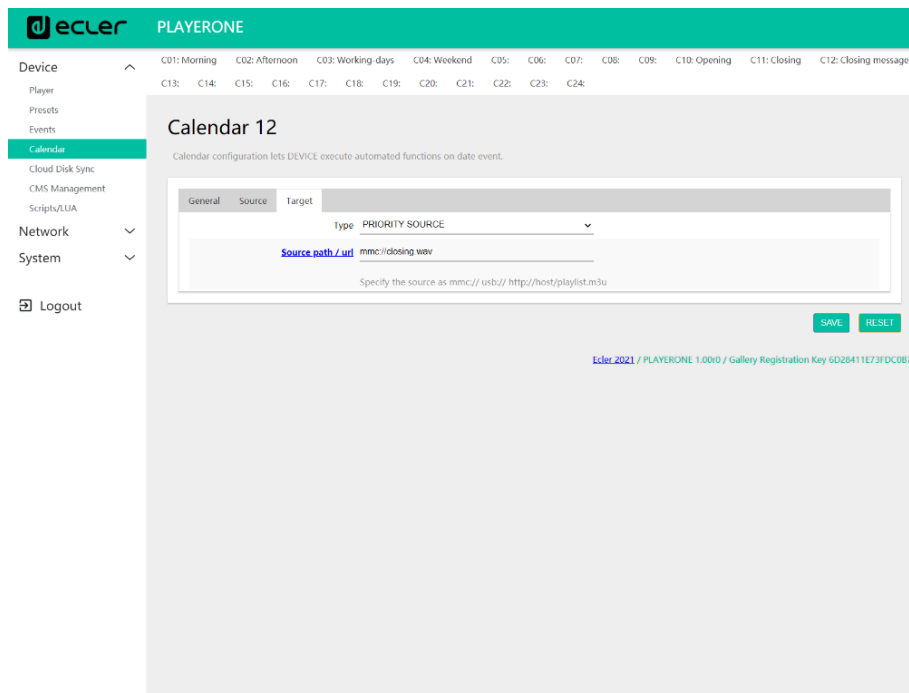 ecler PLAYERONE
Device
Player
Presets
Events
Calendar
Cloud Disk Sync
CMS Management
Scripts/LUA
Network
System
Logout
C01: Morning C02: Afternoon C03: Working-days C04: Weekend C05: C06: C07: C08: C09: C10: Opening C11: Closing C12: Closing message
C13: C14: C15: C16: C17: C18: C19: C20: C21: C22: C23: C24:
Calendar 12
Calendar configuration lets DEVICE execute automated functions on date event.
General Source Target
Type PRIORITY SOURCE
Source path / url mmc://closing.wav
Specify the source as mmc:// usb:// http://host/playlist.m3u
SAVE RESET
Ecler 2021 / PLAYERONE 1.00r0 / Gallery Registration Key